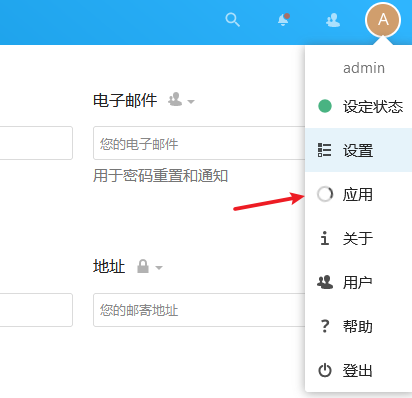 A
admin
电子邮件
设定状态
您的电子邮件
设置
用于密码重置和通知
应用
关于
地址
用户
您的邮寄地址
帮助
登出